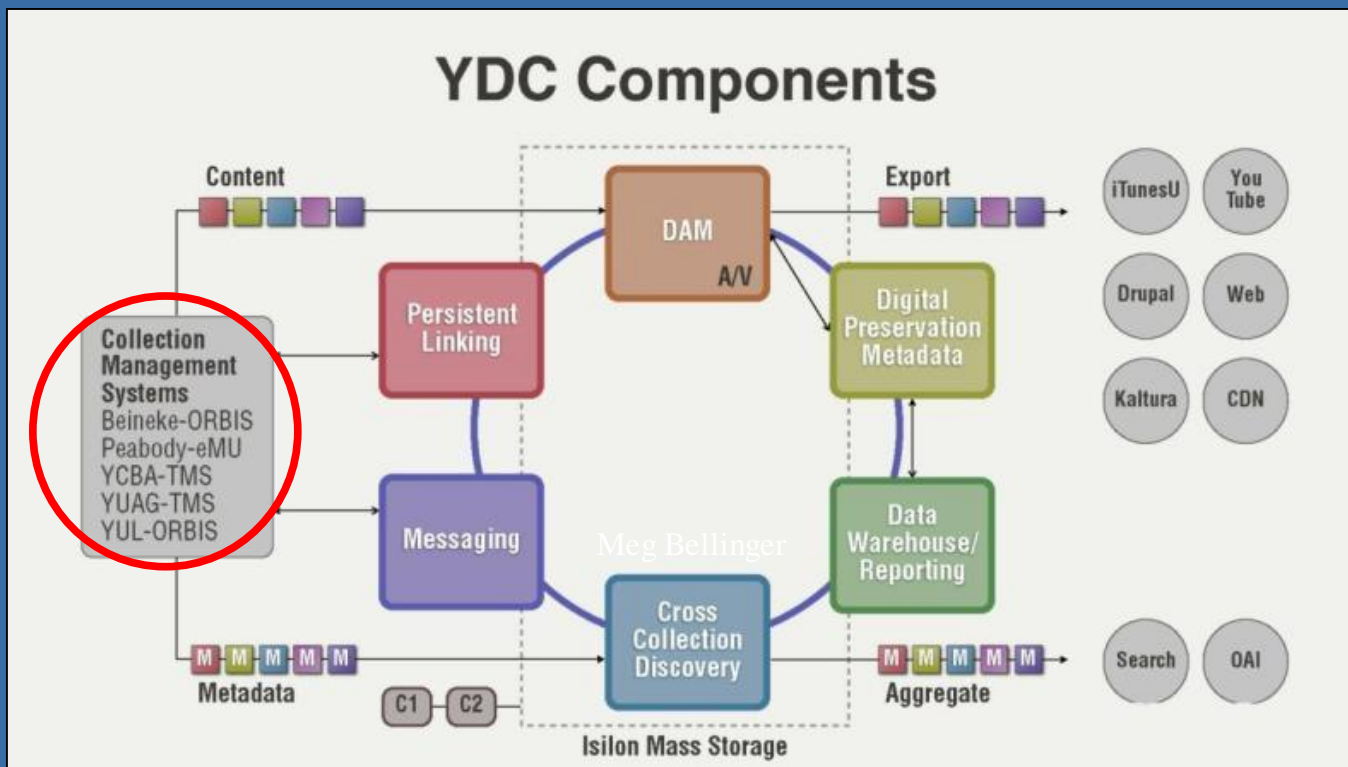 YDC Components
Content
Export
DAM
A/V
iTunesU
You
Tube
Persistent
Linking
Digital
Preservation
Metadata
Drupal
Web
Collection
Management
Systems
Beineke-ORBIS
Peabody-eMU
YCBA-TMS
YUAG-TMS
YUL-ORBIS
Kaltura
CDN
Messaging
Meg Bellinger
Data
Warehouse/
Reporting
Cross
Collection
Discovery
M M M M M
Metadata
M M M M M
Aggregate
Search
OAI
C1
C2
Isilon Mass Storage